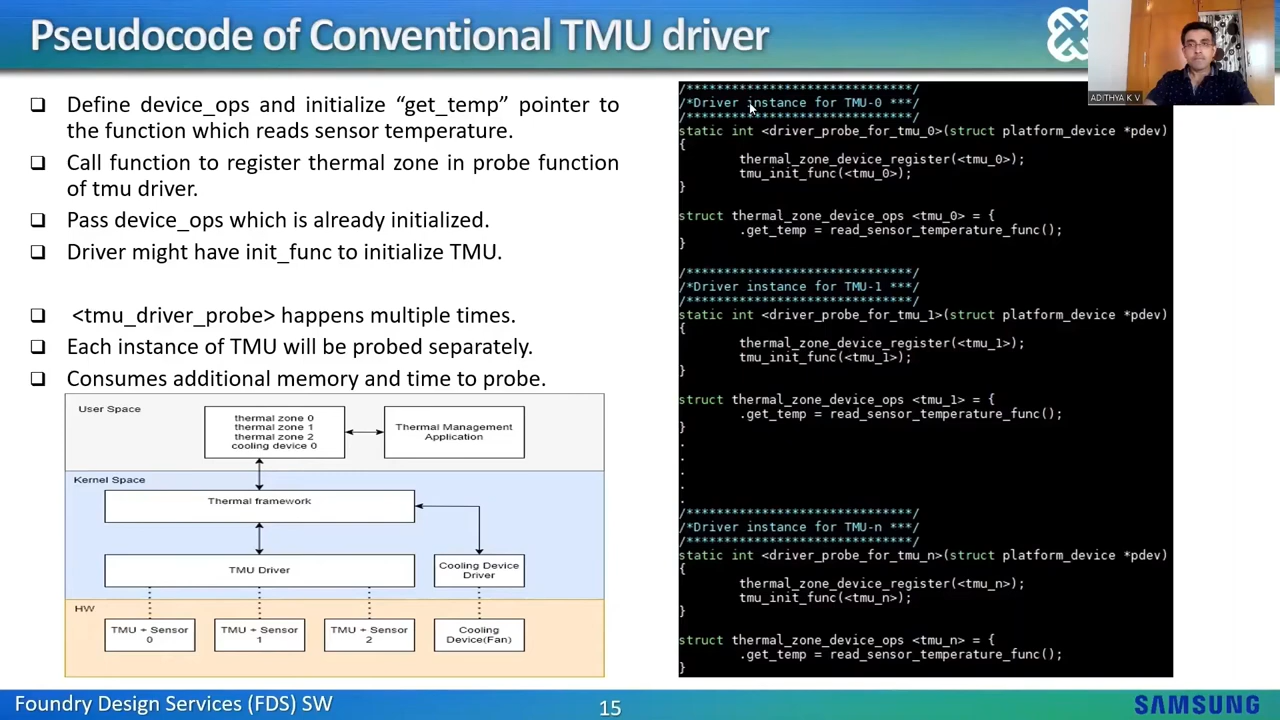 Pseudocode of Conventional TMU driver
ADITHYA K V
Define device_ops and initialize “get_temp” pointer to
the function which reads sensor temperature.
Call function to register thermal zone in probe function
of tmu driver.
Pass device_ops which is already initialized.
Driver might have init_func to initialize TMU.
<tmu_driver_probe> happens multiple times.
Each instance of TMU will be probed separately.
Consumes additional memory and time to probe.
User Space
thermal zone 0
thermal zone 1
thermal zone 2
cooling device 0
Thermal Management
Application
Kernel Space
Thermal framework
TMU Driver
Cooling Device
Driver
HW
TMU + Sensor
0
TMU + Sensor
1
TMU + Sensor
2
Cooling
Device(Fan)
/******************************/
/*Driver instance for TMU-0 ***/
/******************************/
static int <driver_probe_for_tmu_0>(struct platform_device *pdev)
{
thermal_zone_device_register(<tmu_0>);
tmu_init_func(<tmu_0>);
}
struct thermal_zone_device_ops <tmu_0> = {
.get_temp = read_sensor_temperature_func();
}
/******************************/
/*Driver instance for TMU-1 ***/
/******************************/
static int <driver_probe_for_tmu_1>(struct platform_device *pdev)
{
thermal_zone_device_register(<tmu_1>);
tmu_init_func(<tmu_1>);
}
struct thermal_zone_device_ops <tmu_1> = {
.get_temp = read_sensor_temperature_func();
}
.
.
.
.
.
/******************************/
/*Driver instance for TMU-n ***/
/******************************/
static int <driver_probe_for_tmu_n>(struct platform_device *pdev)
{
thermal_zone_device_register(<tmu_n>);
tmu_init_func(<tmu_n>);
}
struct thermal_zone_device_ops <tmu_n> = {
.get_temp = read_sensor_temperature_func();
}
Foundry Design Services (FDS) SW
15
SAMSUNG